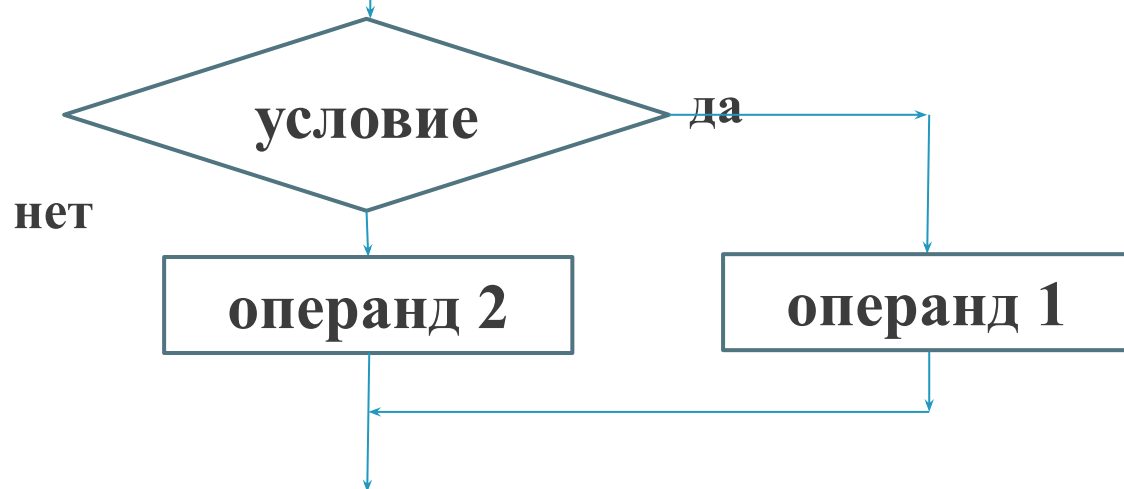 условие
да
нет
операнд 2
операнд 1